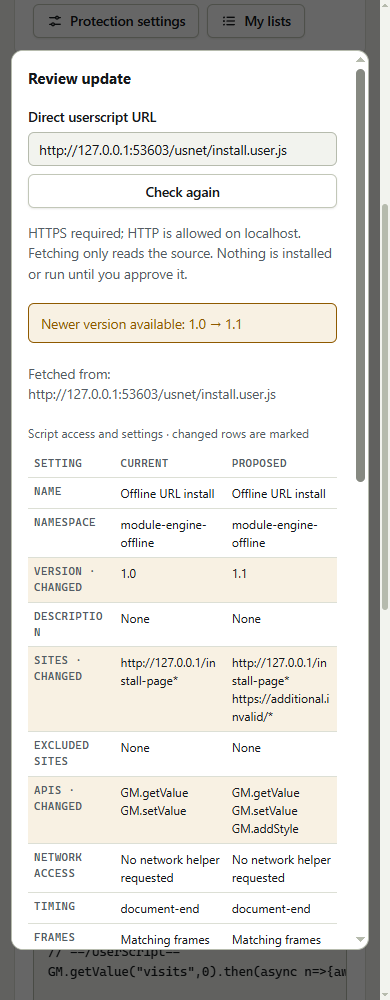 Protection settings
My lists
Review update
Direct userscript URL
http://127.0.0.1:53603/usnet/install.user.js
Check again
HTTPS required; HTTP is allowed on localhost.
Fetching only reads the source. Nothing is installed
or run until you approve it.
Newer version available: 1.0 → 1.1
Fetched from:
http://127.0.0.1:53603/usnet/install.user.js
Script access and settings · changed rows are marked
SETTING CURRENT PROPOSED
NAME Offline URL install Offline URL install
NAMESPACE module-engine- module-engine-
offline offline
VERSION · 1.0 1.1
CHANGED
DESCRIPTIO None None
N
SITES · http://127.0.0.1/in http://127.0.0.1/in
CHANGED stall-page* stall-page*
https://additional.i
nvalid/*
EXCLUDED None None
SITES
APIS · GM.getValue GM.getValue
CHANGED GM.setValue GM.setValue
GM.addStyle
NETWORK No network helper No network helper
ACCESS requested requested
TIMING document-end document-end
FRAMES Matching frames Matching frames
// ==/UserScript==
GM.getValue("visits",0).then(async n=>{aw